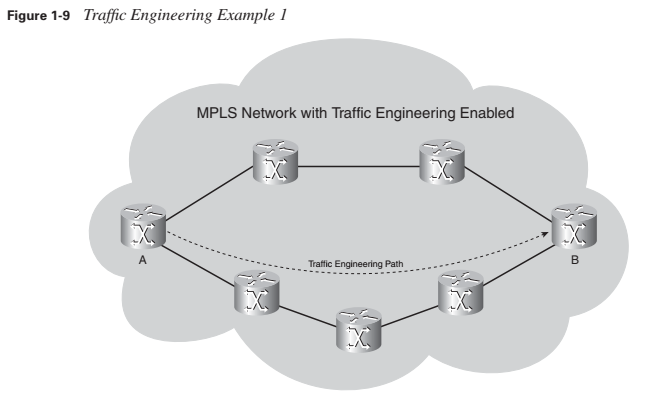 Figure 1-9 Traffic Engineering Example 1
MPLS Network with Traffic Engineering Enabled
A
B
Traffic Engineering Path